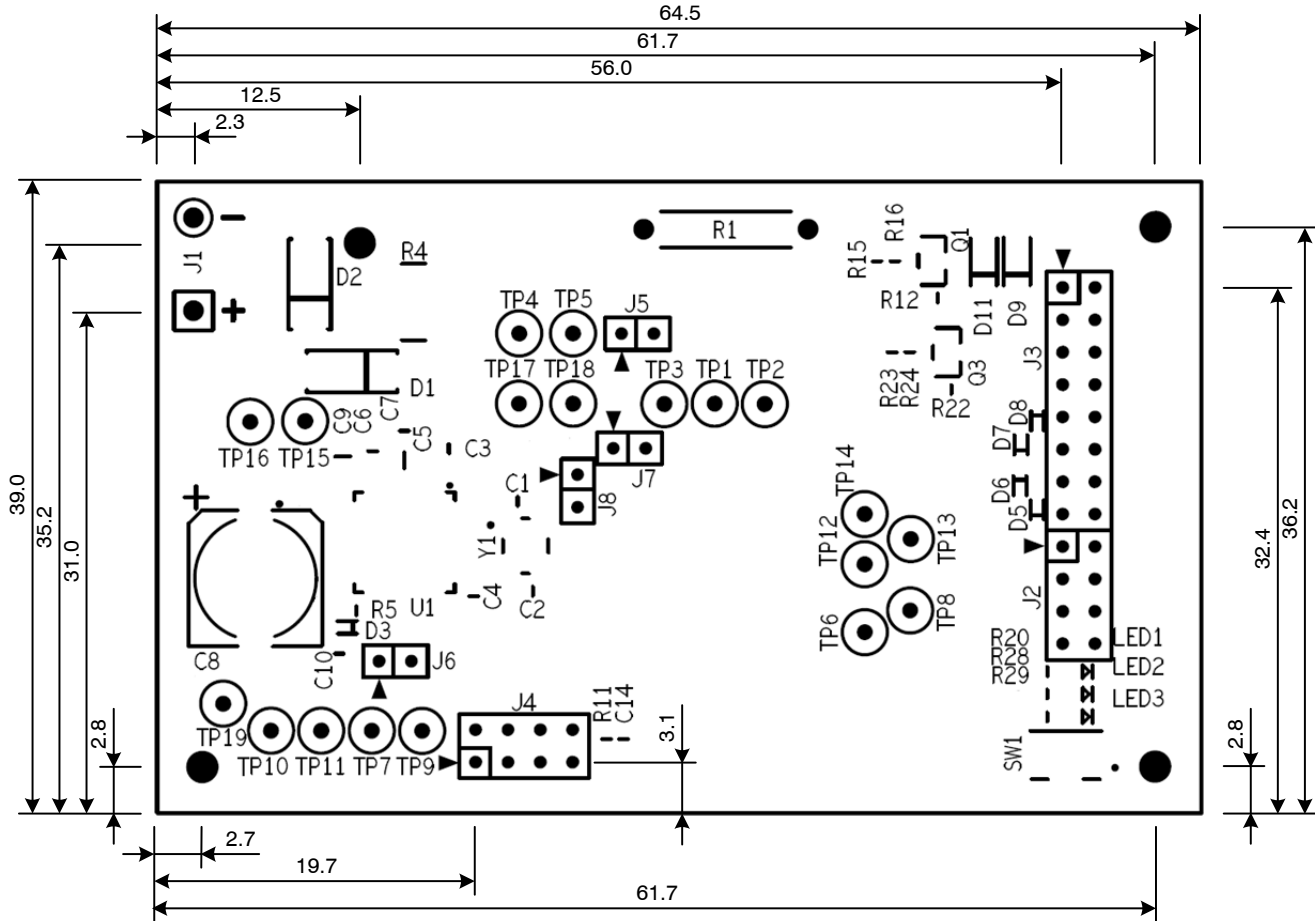 64.5
61.7
56.0
12.5
2.3
39.0
35.2
31.0
2.8
J1
−
+
D2
R4
R1
R16
R15
Q1
R12
D11
D9
TP4 TP5 J5
TP17 TP18 TP3 TP1 TP2
R23
R24
Q3
R22
J3
D1
C9
C6
C7
C5
C3
TP16 TP15
J7
J8
C1
D8
D7
D6
D5
TP14
TP12
TP13
+
Y1
C4
C2
U1
R5
D3
C8
C10
J6
TP6
TP8
J2
R20
R28
R29
LED1
LED2
LED3
SW1
TP19
TP10 TP11 TP7 TP9
J4
R11
C14
3.1
32.4
36.2
2.8
2.7
19.7
61.7